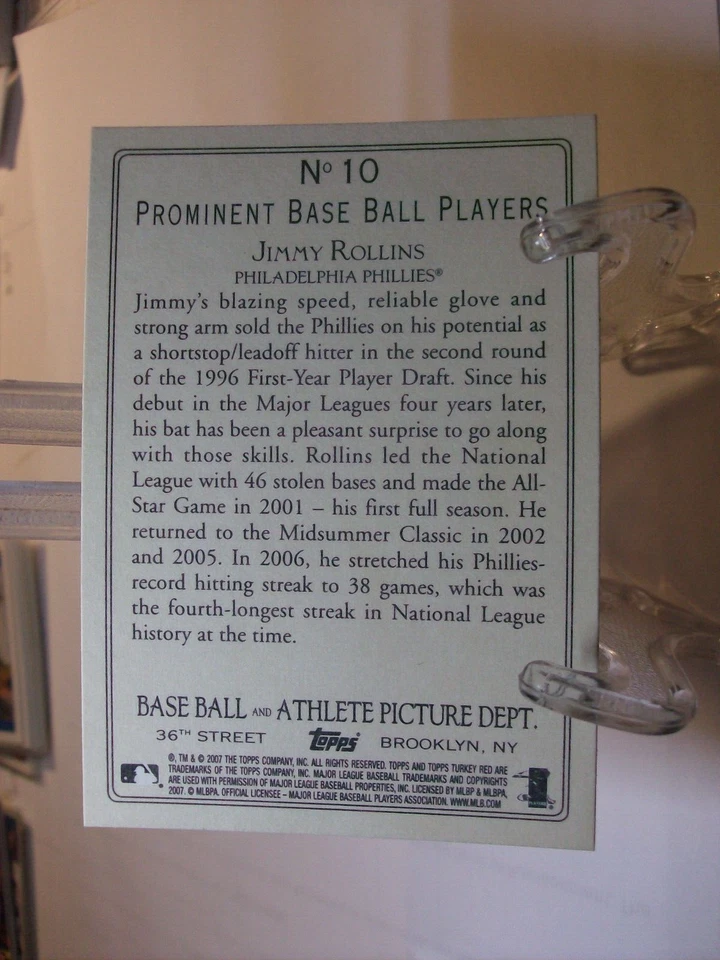 Nº 10
PROMINENT BASE BALL PLAYERS
JIMMY ROLLINS
PHILADELPHIA PHILLIES®
Jimmy's blazing speed, reliable glove and
strong arm sold the Phillies on his potential as
a shortstop/leadoff hitter in the second round
of the 1996 First-Year Player Draft. Since his
debut in the Major Leagues four years later,
his bat has been a pleasant surprise to go along
with those skills. Rollins led the National
League with 46 stolen bases and made the All-
Star Game in 2001 – his first full season. He
returned to the Midsummer Classic in 2002
and 2005. In 2006, he stretched his Phillies-
record hitting streak to 38 games, which was
the fourth-longest streak in National League
history at the time.
BASE BALL AND ATHLETE PICTURE DEPT.
36TH STREET Topps BROOKLYN, NY
®, TM & © 2007 THE TOPPS COMPANY, INC. ALL RIGHTS RESERVED. TOPPS AND TOPPS TURKEY RED ARE
TRADEMARKS OF THE TOPPS COMPANY, INC. MAJOR LEAGUE BASEBALL TRADEMARKS AND COPYRIGHTS
ARE USED WITH PERMISSION OF MAJOR LEAGUE BASEBALL PROPERTIES, INC. LICENSED BY MLBP & MLBPA,
2007. © MLBPA. OFFICIAL LICENSEE – MAJOR LEAGUE BASEBALL PLAYERS ASSOCIATION. WWW.MLB.COM